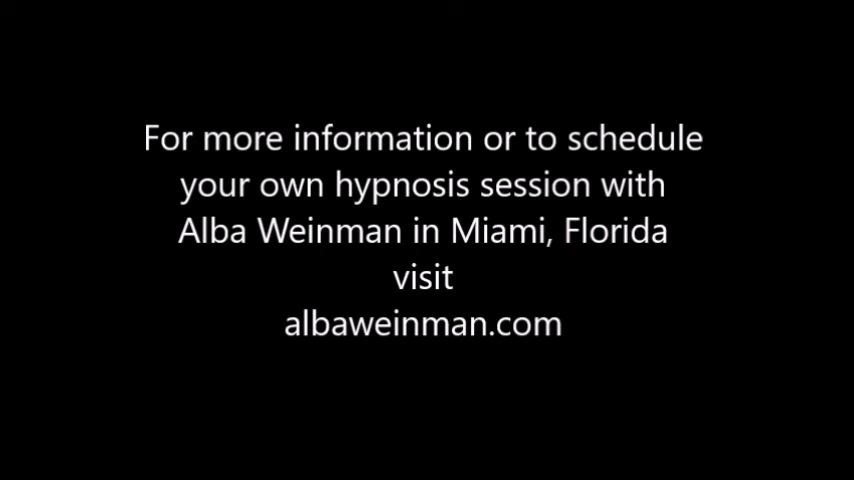 For more information or to schedule
your own hypnosis session with
Alba Weinman in Miami, Florida
visit
albaweinman.com